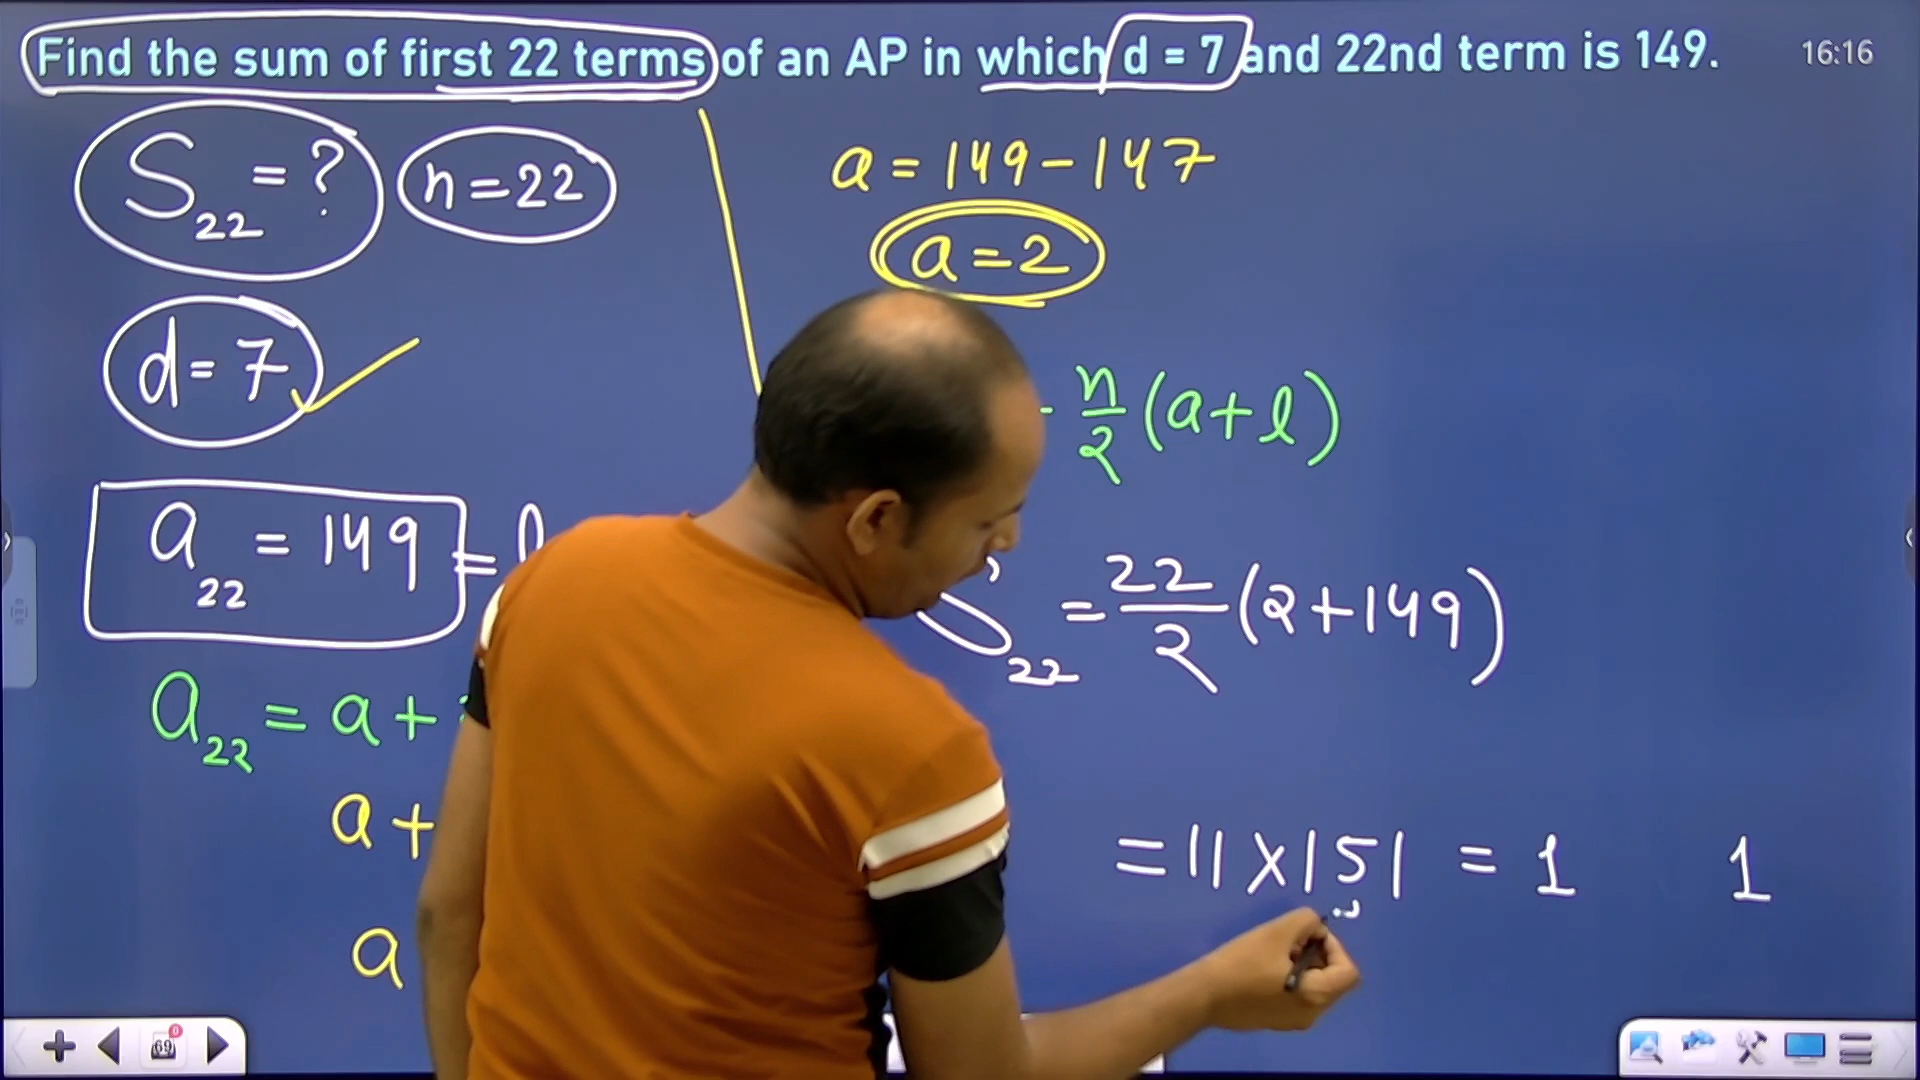 Find the sum of first 22 terms of an AP in which d = 7 and 22nd term is 149.
16:16
S₂₂ = ?
n = 22
d = 7
a₂₂ = 149 = l
a₂₂ = a +
a +
a
a = 149 - 147
a = 2
n/2 (a + l)
S₂₂ = 22/2 (2 + 149)
= 11 × 151 = 1 1
69
0